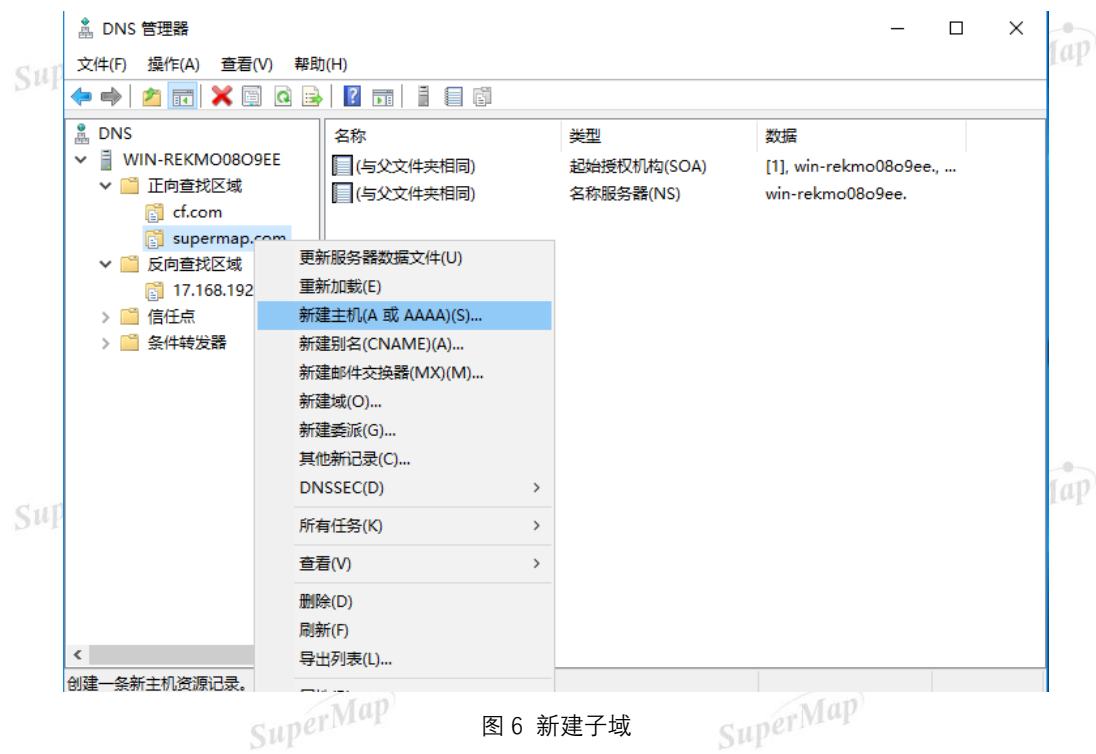 DNS 管理器
文件(F) 操作(A) 查看(V) 帮助(H)
DNS
WIN-REKMO08O9EE
正向查找区域
cf.com
supermap.com
反向查找区域
17.168.192
信任点
条件转发器
名称 类型 数据
(与父文件夹相同) 起始授权机构(SOA) [1], win-rekmo08o9ee., ...
(与父文件夹相同) 名称服务器(NS) win-rekmo08o9ee.
更新服务器数据文件(U)
重新加载(E)
新建主机(A 或 AAAA)(S)...
新建别名(CNAME)(A)...
新建邮件交换器(MX)(M)...
新建域(O)...
新建委派(G)...
其他新记录(C)...
DNSSEC(D)
所有任务(K)
查看(V)
删除(D)
刷新(F)
导出列表(L)...
创建一条新主机资源记录。
图 6 新建子域
SuperMap
SuperMap